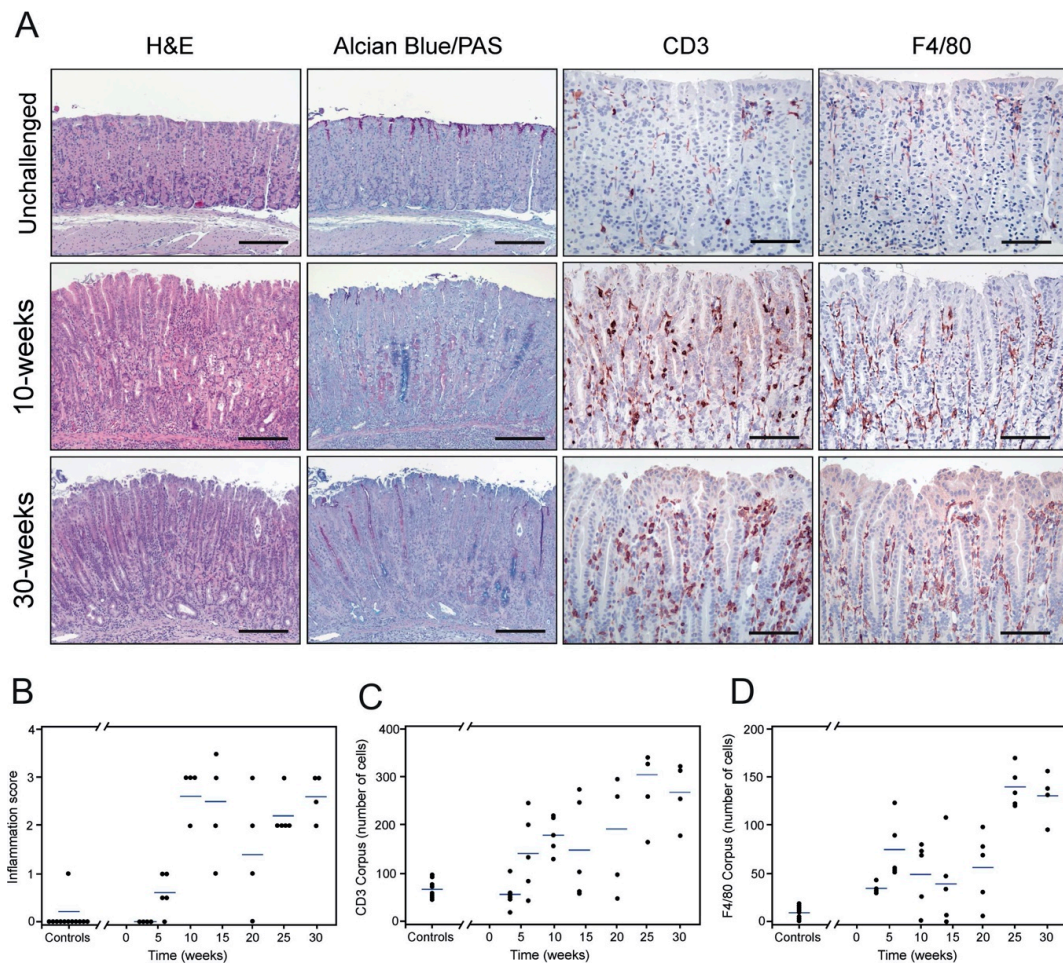 A
H&E Alcian Blue/PAS CD3 F4/80
Unchallenged
10-weeks
30-weeks
B
Inflammation score
4
3
2
1
0
Controls 0 5 10 15 20 25 30
Time (weeks)
C
CD3 Corpus (number of cells)
400
300
200
100
0
Controls 0 5 10 15 20 25 30
Time (weeks)
D
F4/80 Corpus (number of cells)
200
150
100
50
0
Controls 0 5 10 15 20 25 30
Time (weeks)